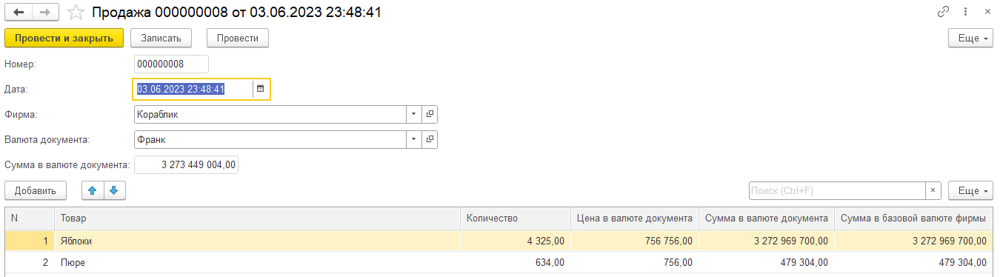 Продажа 000000008 от 03.06.2023 23:48:41
Провести и закрыть Записать Провести Еще
Номер: 000000008
Дата: 03.06.2023 23:48:41
Фирма: Кораблик
Валюта документа: Франк
Сумма в валюте документа: 3 273 449 004,00
Добавить Поиск (Ctrl+F) × Еще
N Товар Количество Цена в валюте документа Сумма в валюте документа Сумма в базовой валюте фирмы
1 Яблоки 4 325,00 756 756,00 3 272 969 700,00 3 272 969 700,00
2 Пюре 634,00 756,00 479 304,00 479 304,00